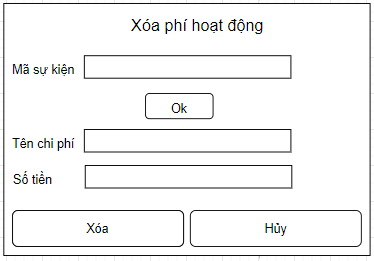 Xóa phí hoạt động
Mã sự kiện
Ok
Tên chi phí
Số tiền
Xóa
Hủy